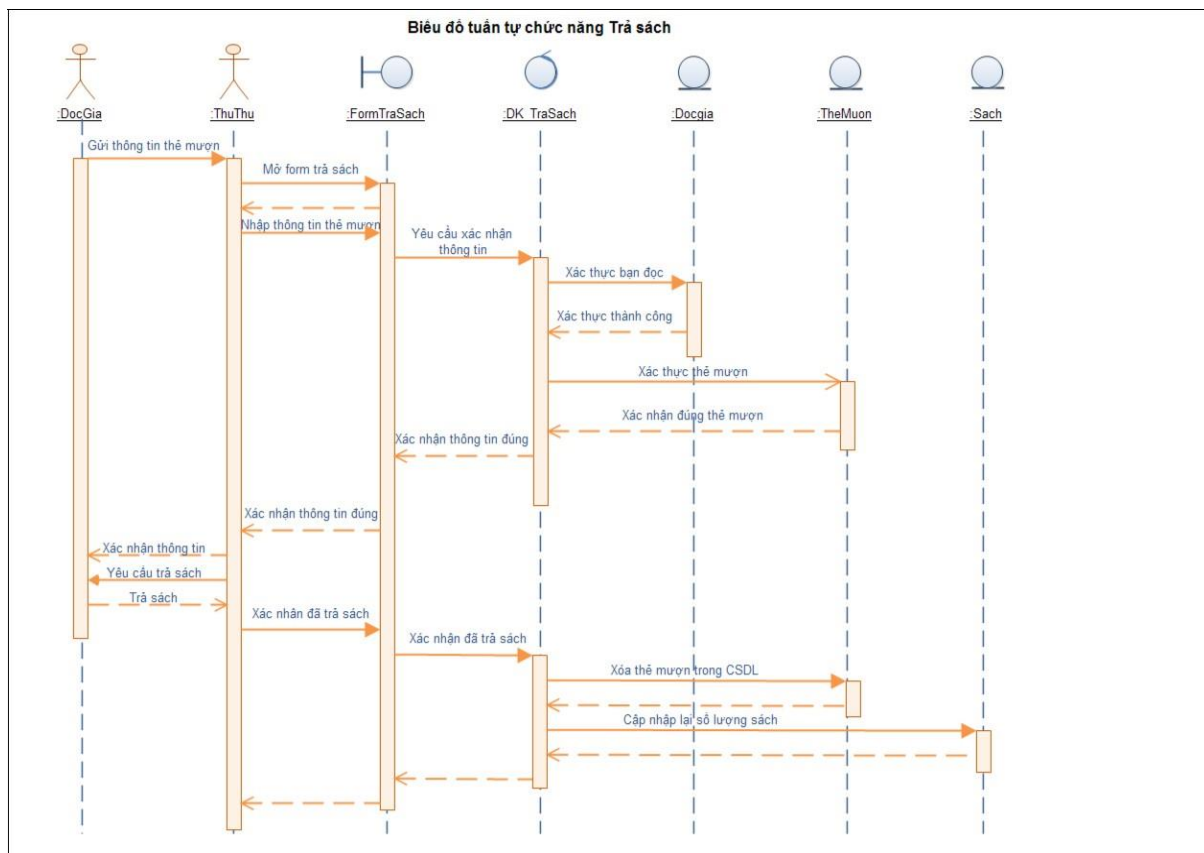 Biểu đồ tuần tự chức năng Trả sách
:DocGia
:ThuThu
:FormTraSach
:DK_TraSach
:Docgia
:TheMuon
:Sach
Gửi thông tin thẻ mượn
Mở form trả sách
Nhập thông tin thẻ mượn
Yêu cầu xác nhận
thông tin
Xác thực bạn đọc
Xác thực thành công
Xác thực thẻ mượn
Xác nhận đúng thẻ mượn
Xác nhận thông tin đúng
Xác nhận thông tin đúng
Xác nhận thông tin
Yêu cầu trả sách
Trả sách
Xác nhân đã trả sách
Xác nhận đã trả sách
Xóa thẻ mượn trong CSDL
Cập nhập lại số lượng sách